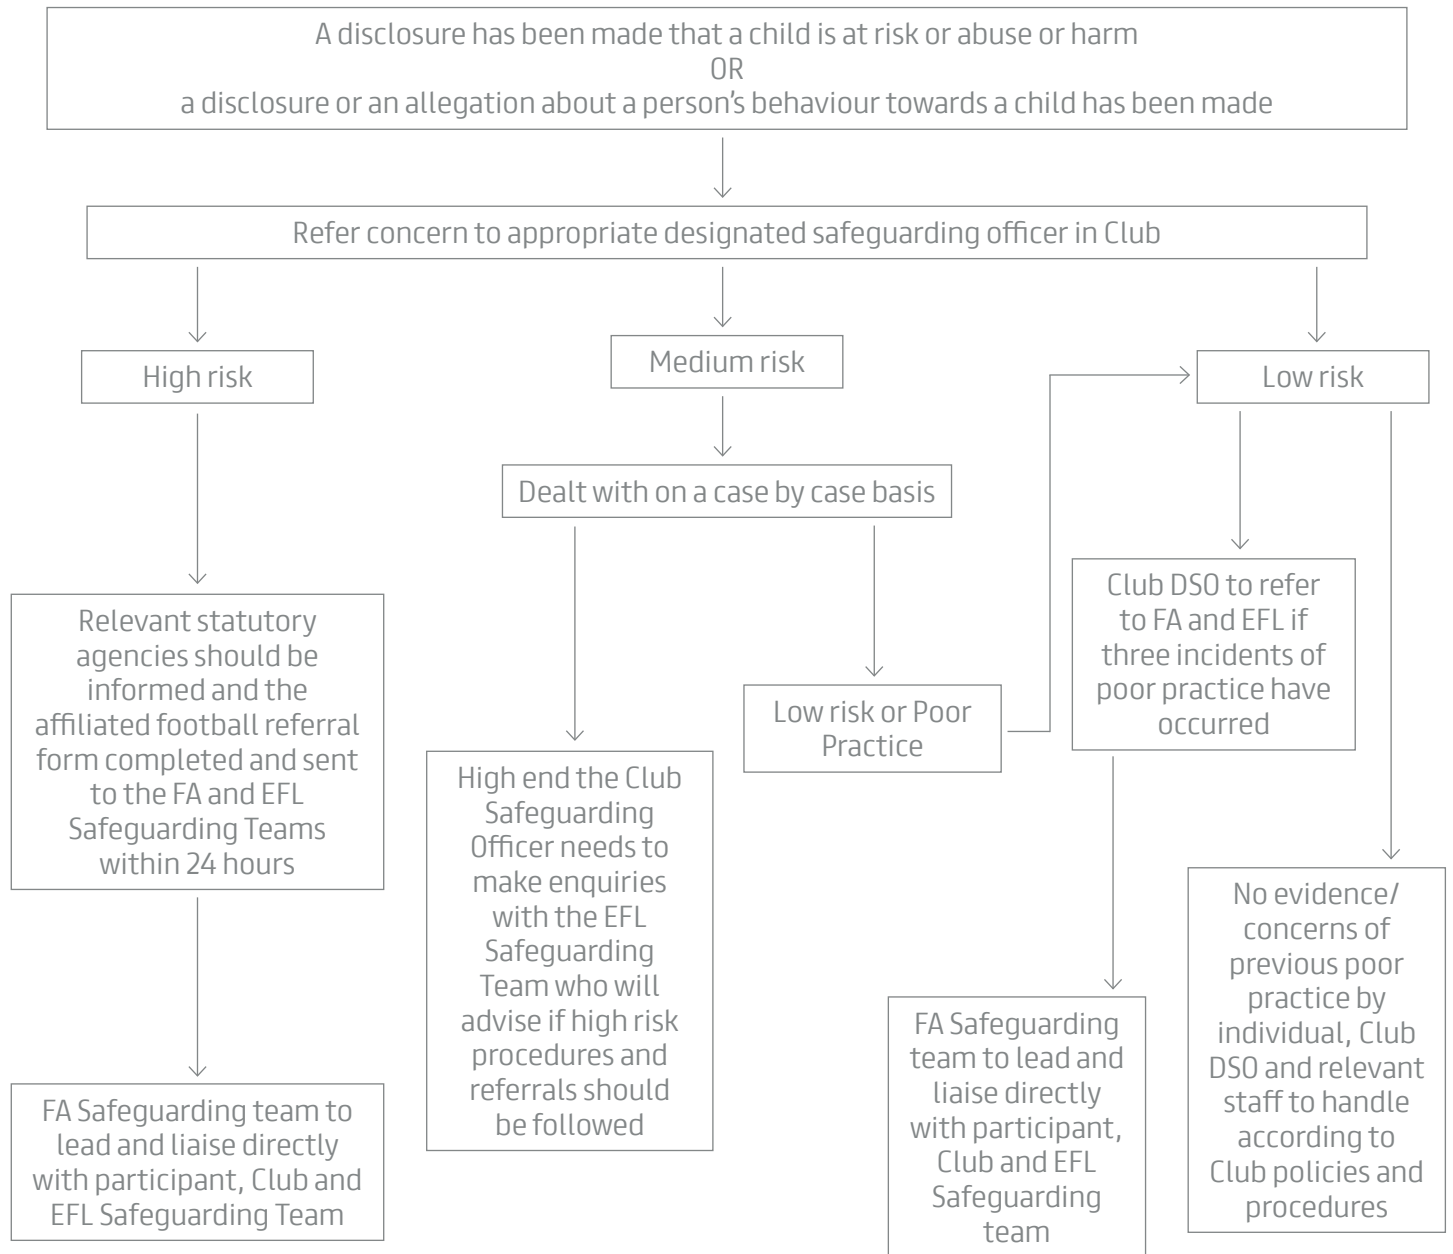 A disclosure has been made that a child is at risk or abuse or harm
OR
a disclosure or an allegation about a person's behaviour towards a child has been made
Refer concern to appropriate designated safeguarding officer in Club
High risk
Medium risk
Low risk
Dealt with on a case by case basis
Relevant statutory
agencies should be
informed and the
affiliated football referral
form completed and sent
to the FA and EFL
Safeguarding Teams
within 24 hours
FA Safeguarding team to
lead and liaise directly
with participant, Club and
EFL Safeguarding Team
High end the Club
Safeguarding
Officer needs to
make enquiries
with the EFL
Safeguarding
Team who will
advise if high risk
procedures and
referrals should
be followed
Low risk or Poor
Practice
Club DSO to refer
to FA and EFL if
three incidents of
poor practice have
occurred
FA Safeguarding
team to lead and
liaise directly
with participant,
Club and EFL
Safeguarding
team
No evidence/
concerns of
previous poor
practice by
individual, Club
DSO and relevant
staff to handle
according to
Club policies and
procedures